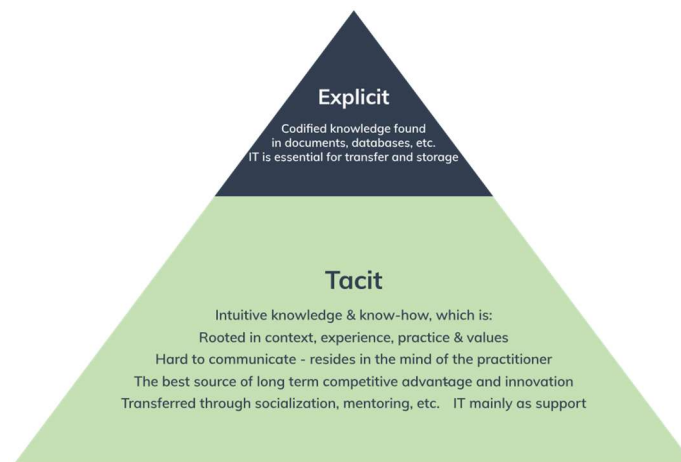 Explicit
Codified knowledge found
in documents, databases, etc.
IT is essential for transfer and storage
Tacit
Intuitive knowledge & know-how, which is:
Rooted in context, experience, practice & values
Hard to communicate - resides in the mind of the practitioner
The best source of long term competitive advantage and innovation
Transferred through socialization, mentoring, etc. IT mainly as support